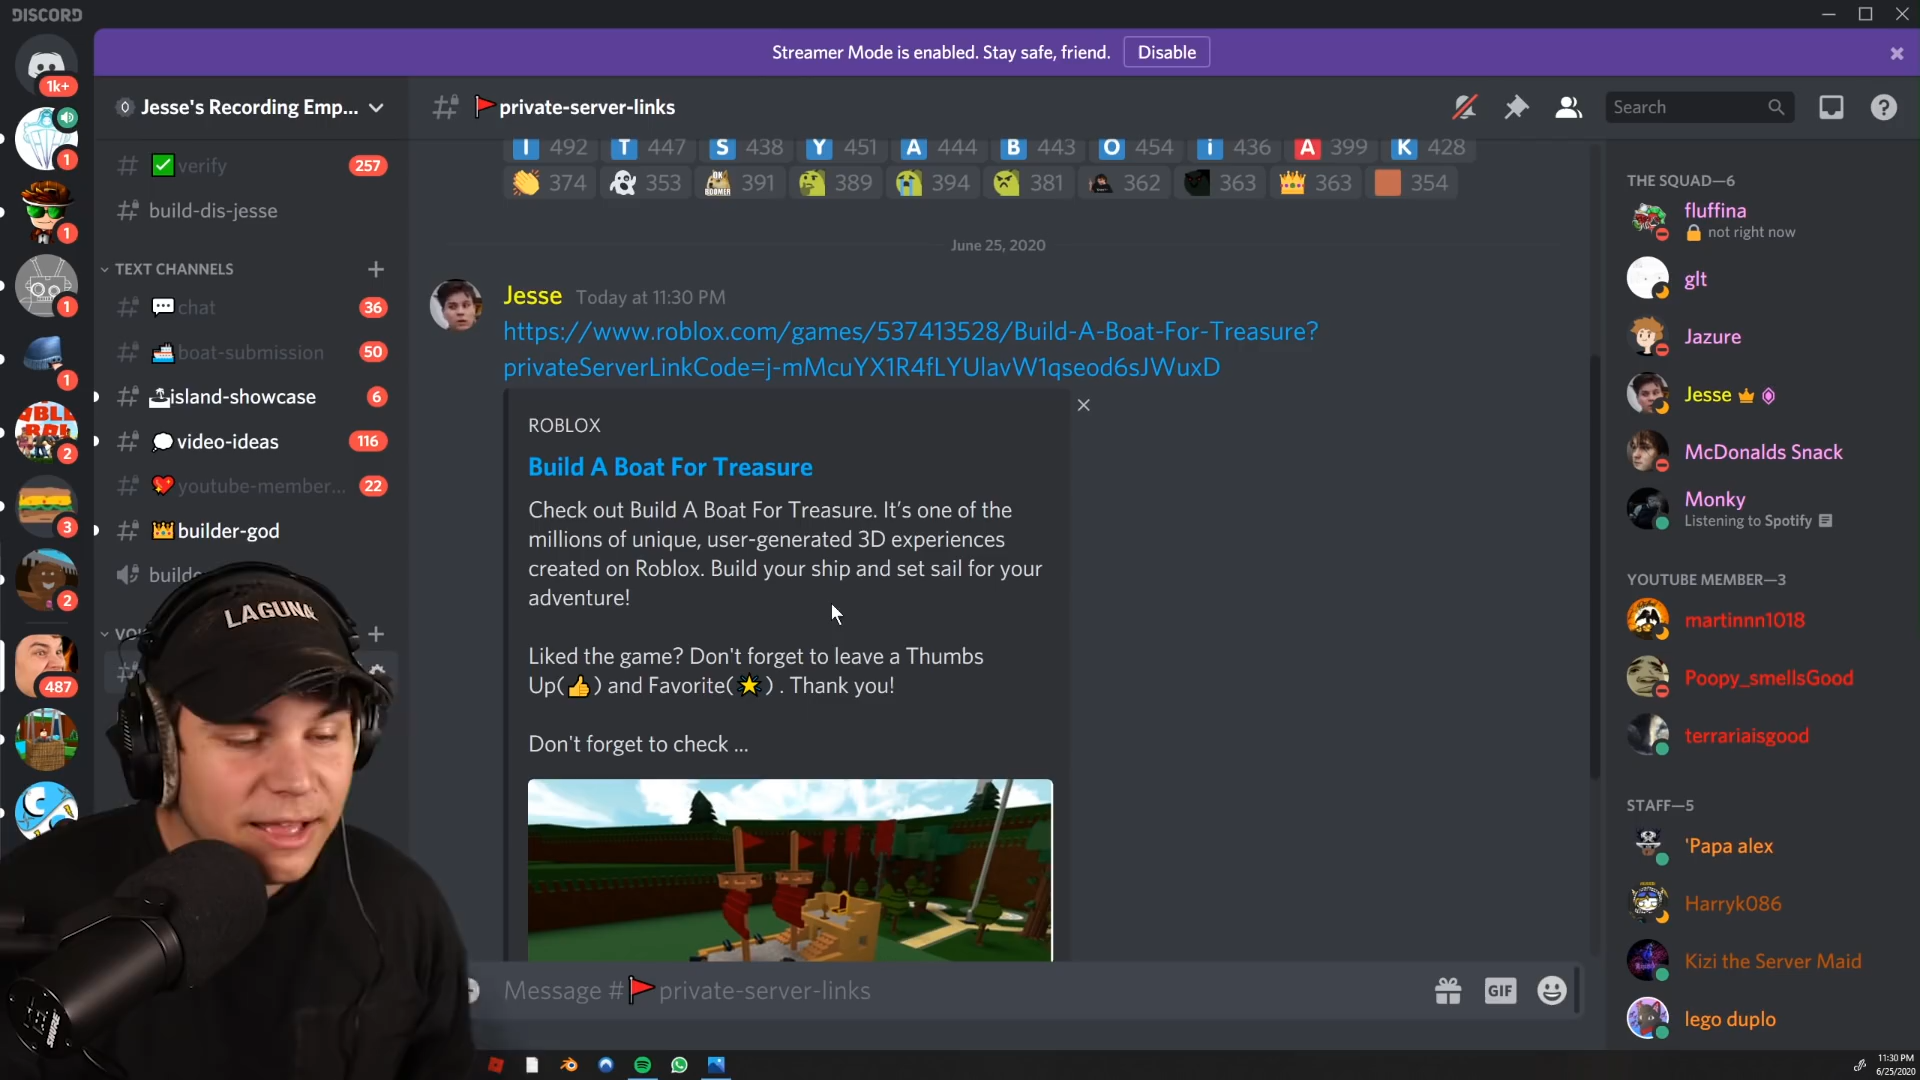 DISCORD
Streamer Mode is enabled. Stay safe, friend. Disable
1k+
1
1
1
1
2
3
2
487
Jesse's Recording Emp...
verify 257
build-dis-jesse
TEXT CHANNELS
chat 36
boat-submission 50
island-showcase 6
video-ideas 116
youtube-member... 22
builder-god
private-server-links
Search
I 492 T 447 S 438 Y 451 A 444 B 443 O 454 i 436 A 399 K 428
374 353 391 389 394 381 362 363 363 354
June 25, 2020
Jesse Today at 11:30 PM
https://www.roblox.com/games/537413528/Build-A-Boat-For-Treasure?
privateServerLinkCode=j-mMcuYX1R4fLYUlavW1qseod6sJWuxD
ROBLOX
Build A Boat For Treasure
Check out Build A Boat For Treasure. It's one of the
millions of unique, user-generated 3D experiences
created on Roblox. Build your ship and set sail for your
adventure!
Liked the game? Don't forget to leave a Thumbs
Up(👍) and Favorite(⭐) . Thank you!
Don't forget to check ...
Message # private-server-links
GIF
THE SQUAD—6
fluffina
not right now
glt
Jazure
Jesse
McDonalds Snack
Monky
Listening to Spotify
YOUTUBE MEMBER—3
martinnn1018
Poopy_smellsGood
terrariaisgood
STAFF—5
'Papa alex
Harryk086
Kizi the Server Maid
lego duplo
LAGUNA
SHURE
11:30 PM
6/25/2020